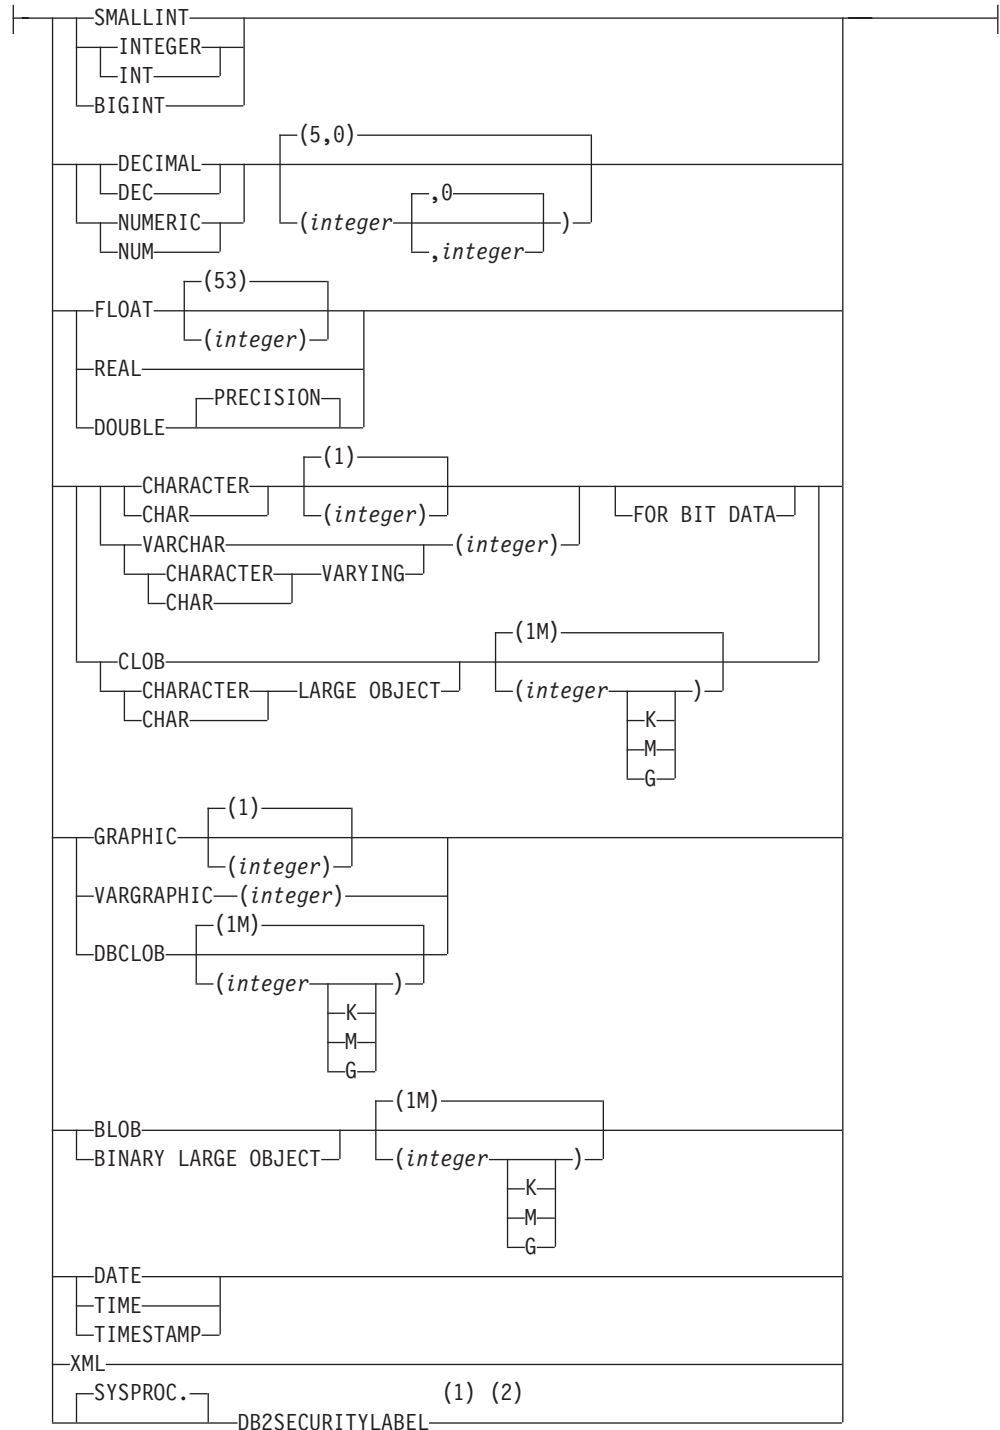 SMALLINT
INTEGER
INT
BIGINT
(5,0)
DECIMAL
DEC
,0
NUMERIC
(integer )
NUM
,integer
(53)
FLOAT
(integer)
REAL
PRECISION
DOUBLE
(1)
CHARACTER
CHAR
(integer)
FOR BIT DATA
VARCHAR
(integer)
CHARACTER VARYING
CHAR
(1M)
CLOB
CHARACTER LARGE OBJECT
(integer )
CHAR
K
M
G
(1)
GRAPHIC
(integer)
VARGRAPHIC (integer)
(1M)
DBCLOB
(integer )
K
M
G
(1M)
BLOB
BINARY LARGE OBJECT
(integer )
K
M
G
DATE
TIME
TIMESTAMP
XML
SYSPROC. (1) (2)
DB2SECURITYLABEL